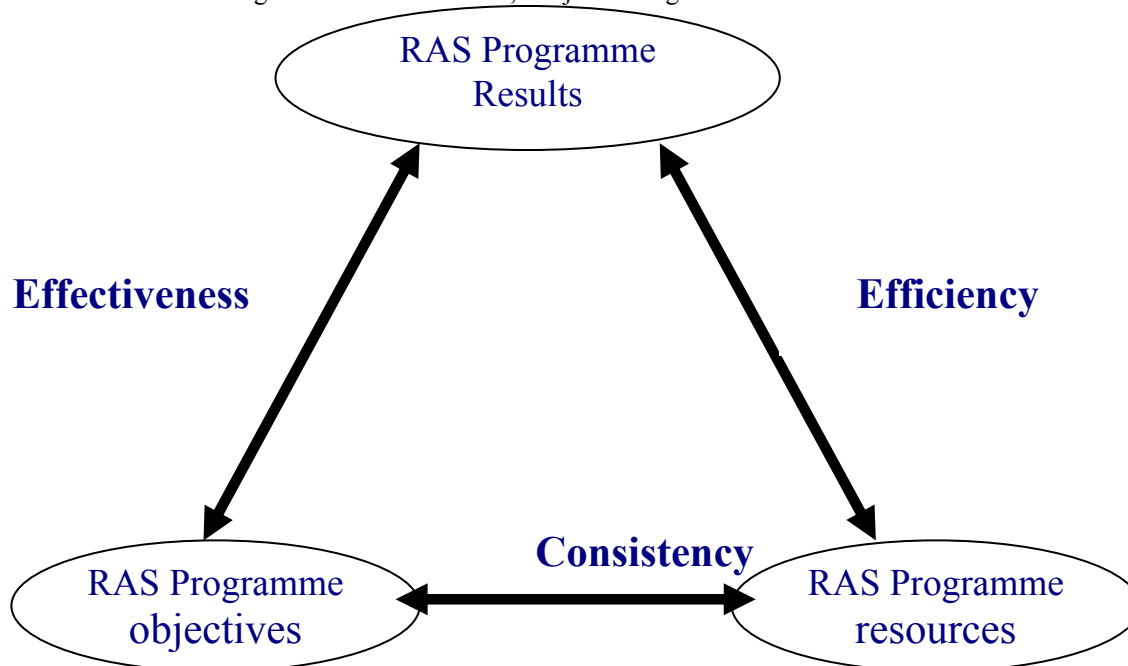 RAS Programme
Results
Effectiveness
Efficiency
Consistency
RAS Programme
objectives
RAS Programme
resources